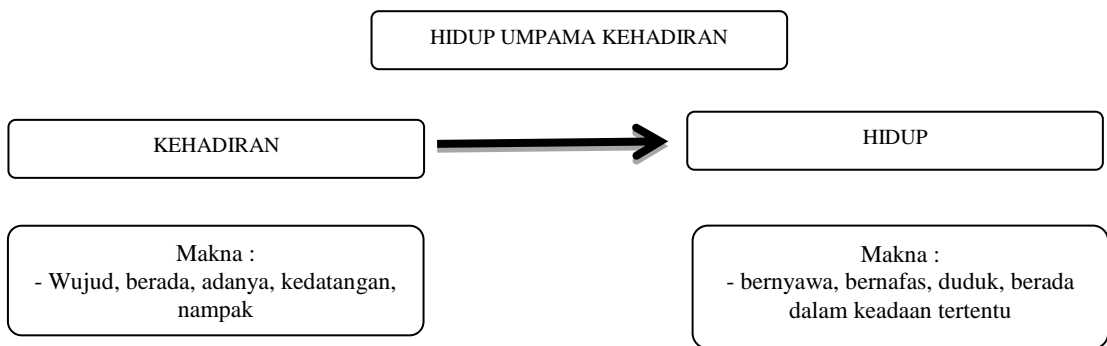 HIDUP UMPAMA KEHADIRAN
KEHADIRAN
HIDUP
Makna :
- Wujud, berada, adanya, kedatangan,
nampak
Makna :
- bernyawa, bernafas, duduk, berada
dalam keadaan tertentu